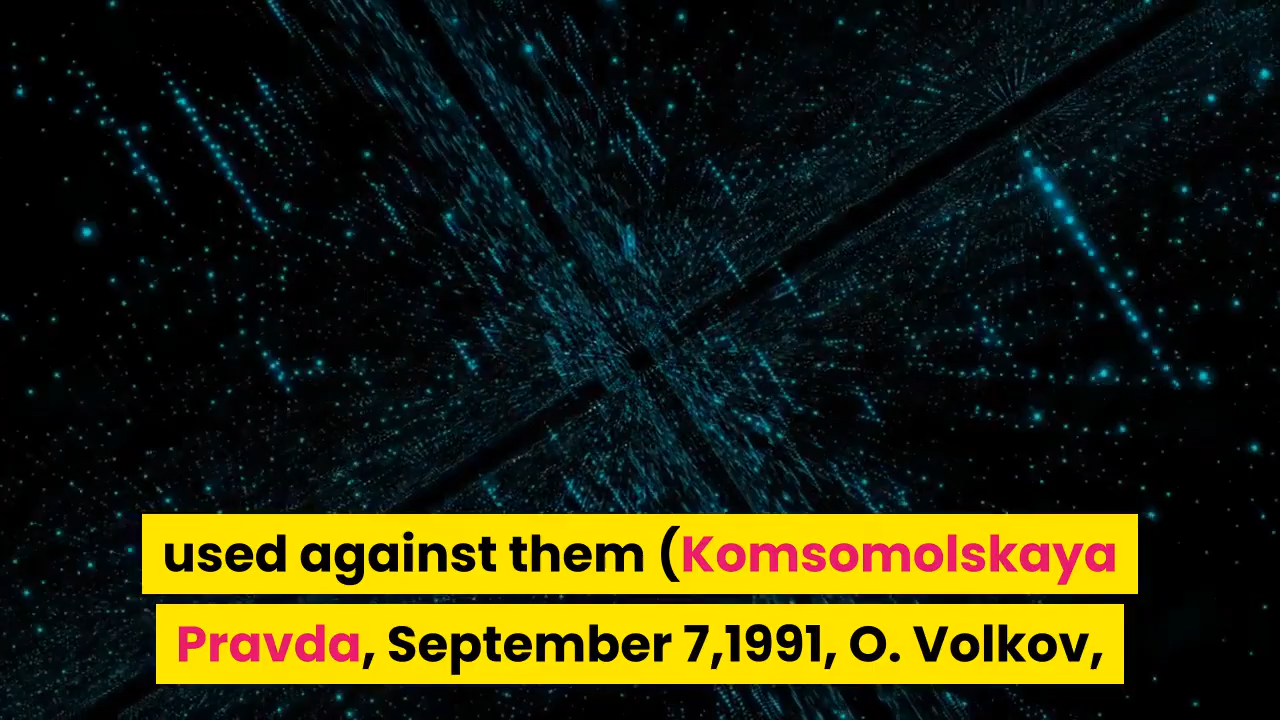 used against them (Komsomolskaya
Pravda, September 7,1991, O. Volkov,